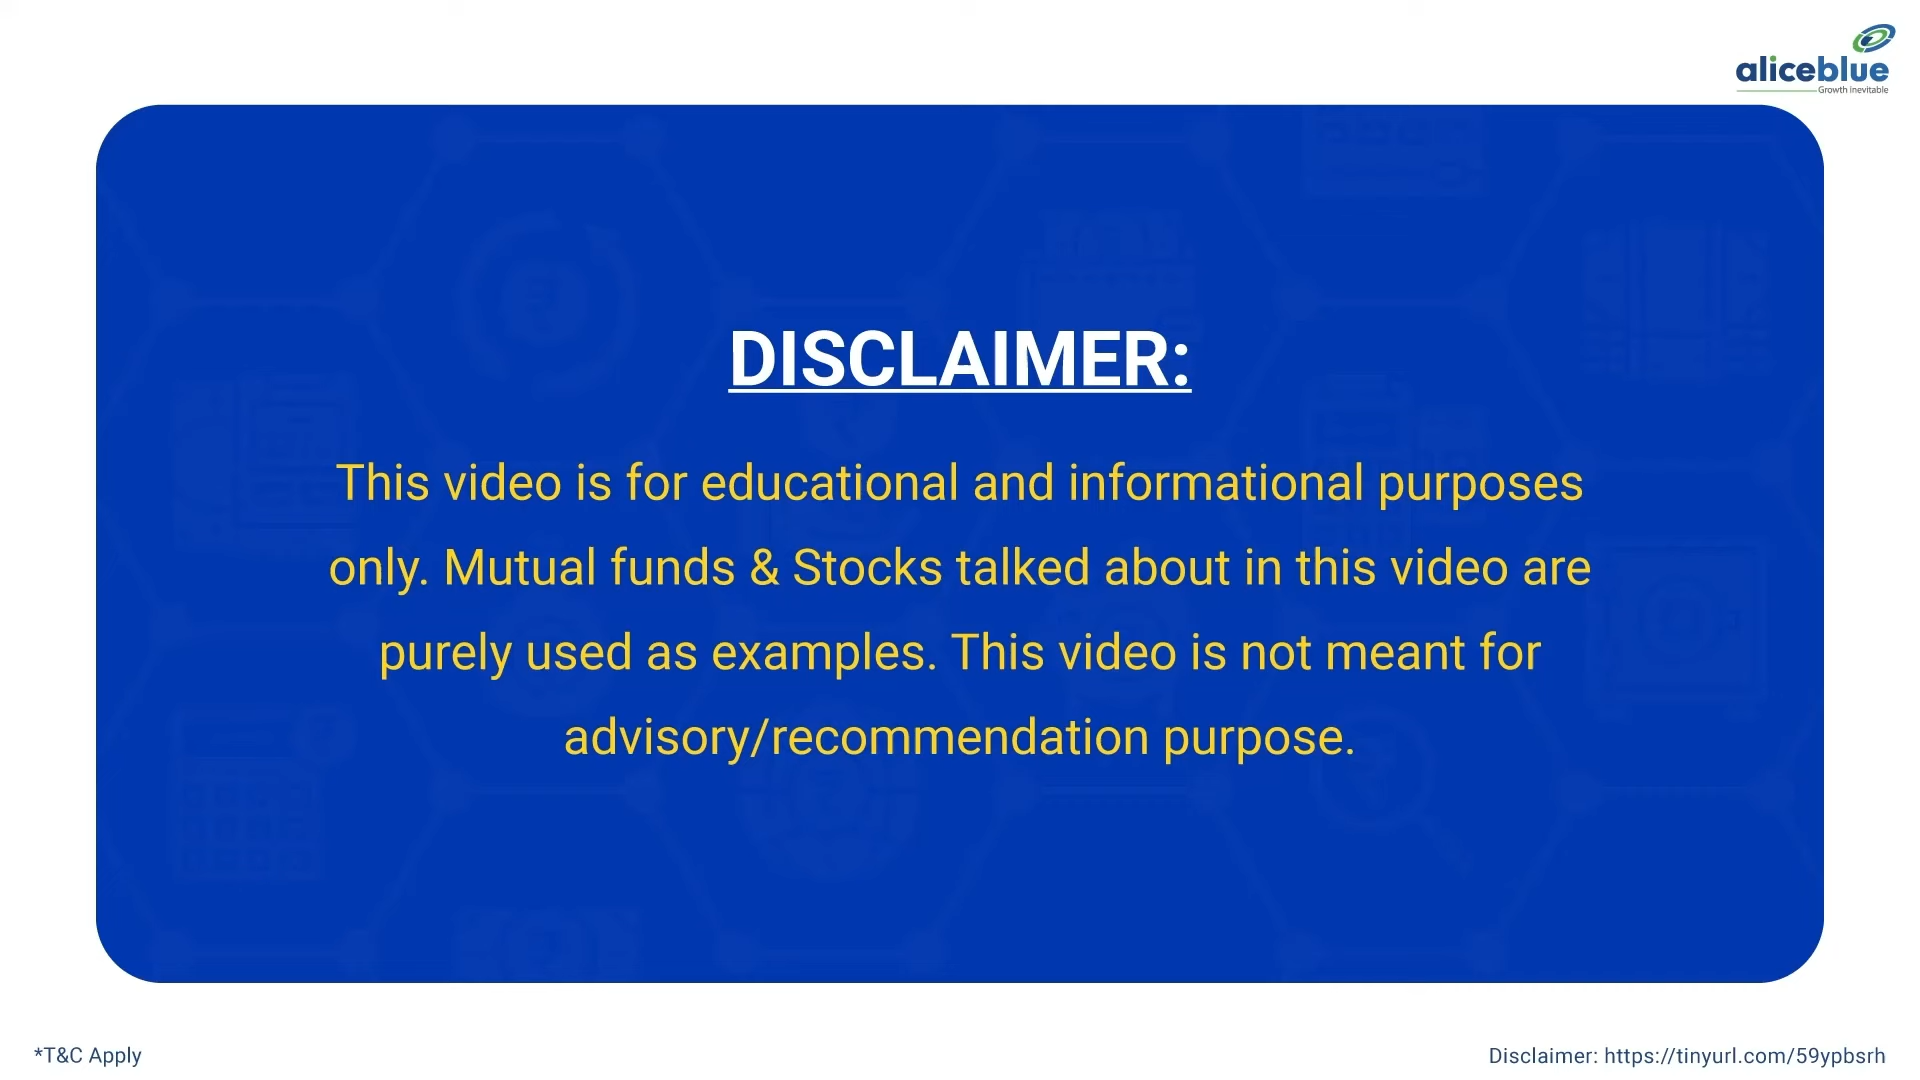 aliceblue
Growth inevitable
DISCLAIMER:
This video is for educational and informational purposes
only. Mutual funds & Stocks talked about in this video are
purely used as examples. This video is not meant for
advisory/recommendation purpose.
*T&C Apply
Disclaimer: https://tinyurl.com/59ypbsrh